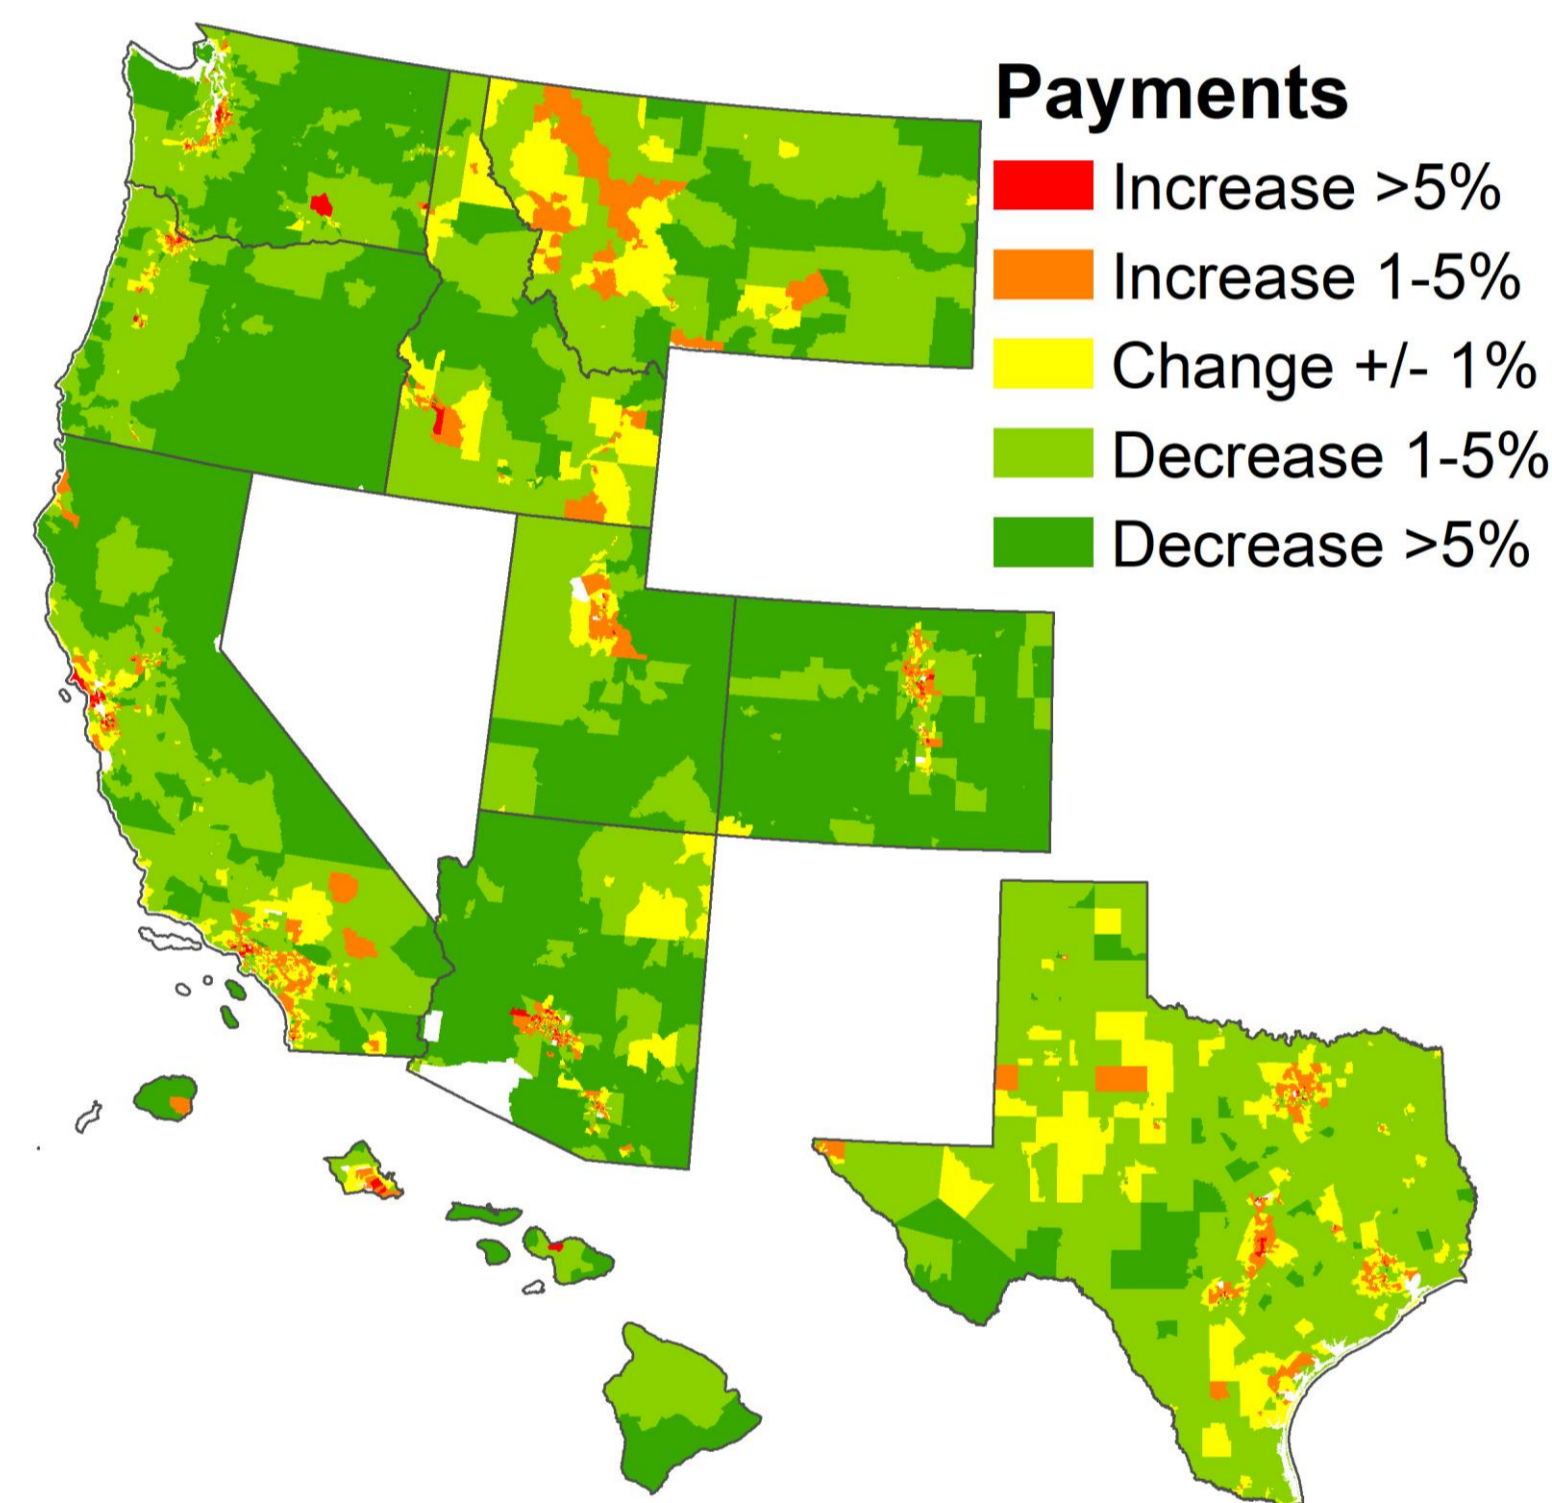 Payments
Increase >5%
Increase 1-5%
Change +/- 1%
Decrease 1-5%
Decrease >5%